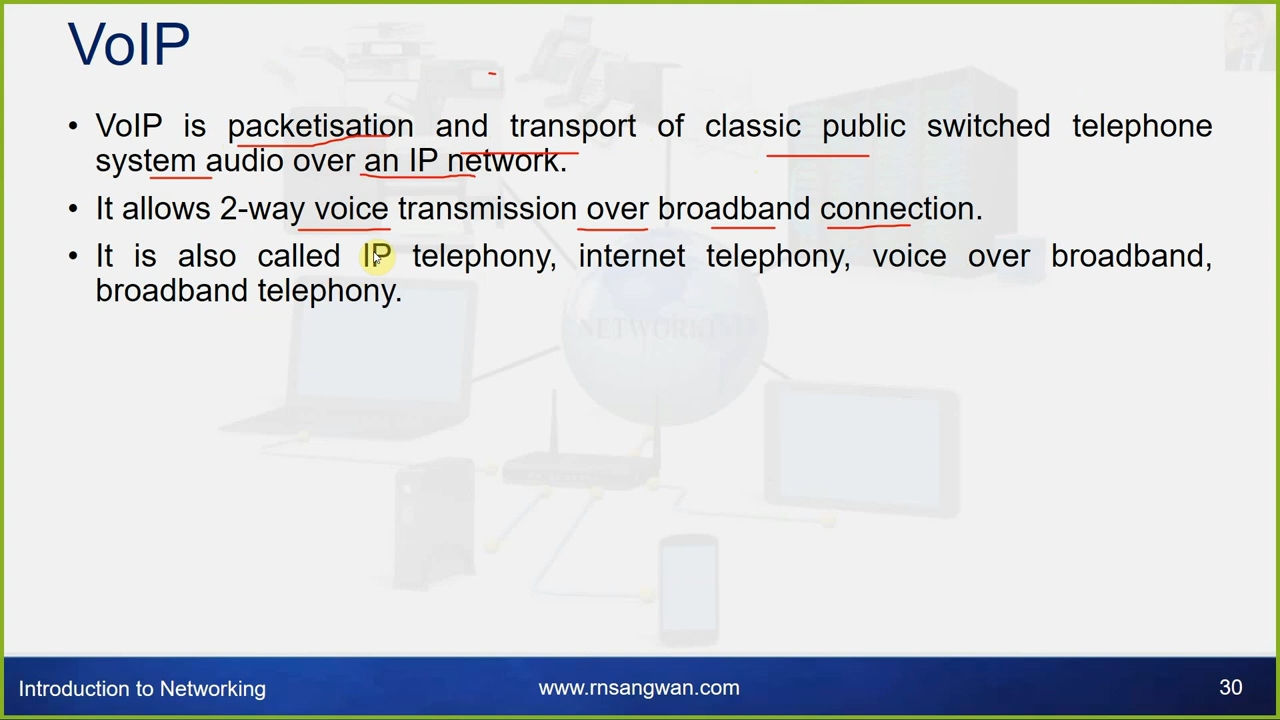 VoIP
• VoIP is packetisation and transport of classic public switched telephone
system audio over an IP network.
• It allows 2-way voice transmission over broadband connection.
• It is also called IP telephony, internet telephony, voice over broadband,
broadband telephony.
NETWORKING
Introduction to Networking
www.rnsangwan.com
30